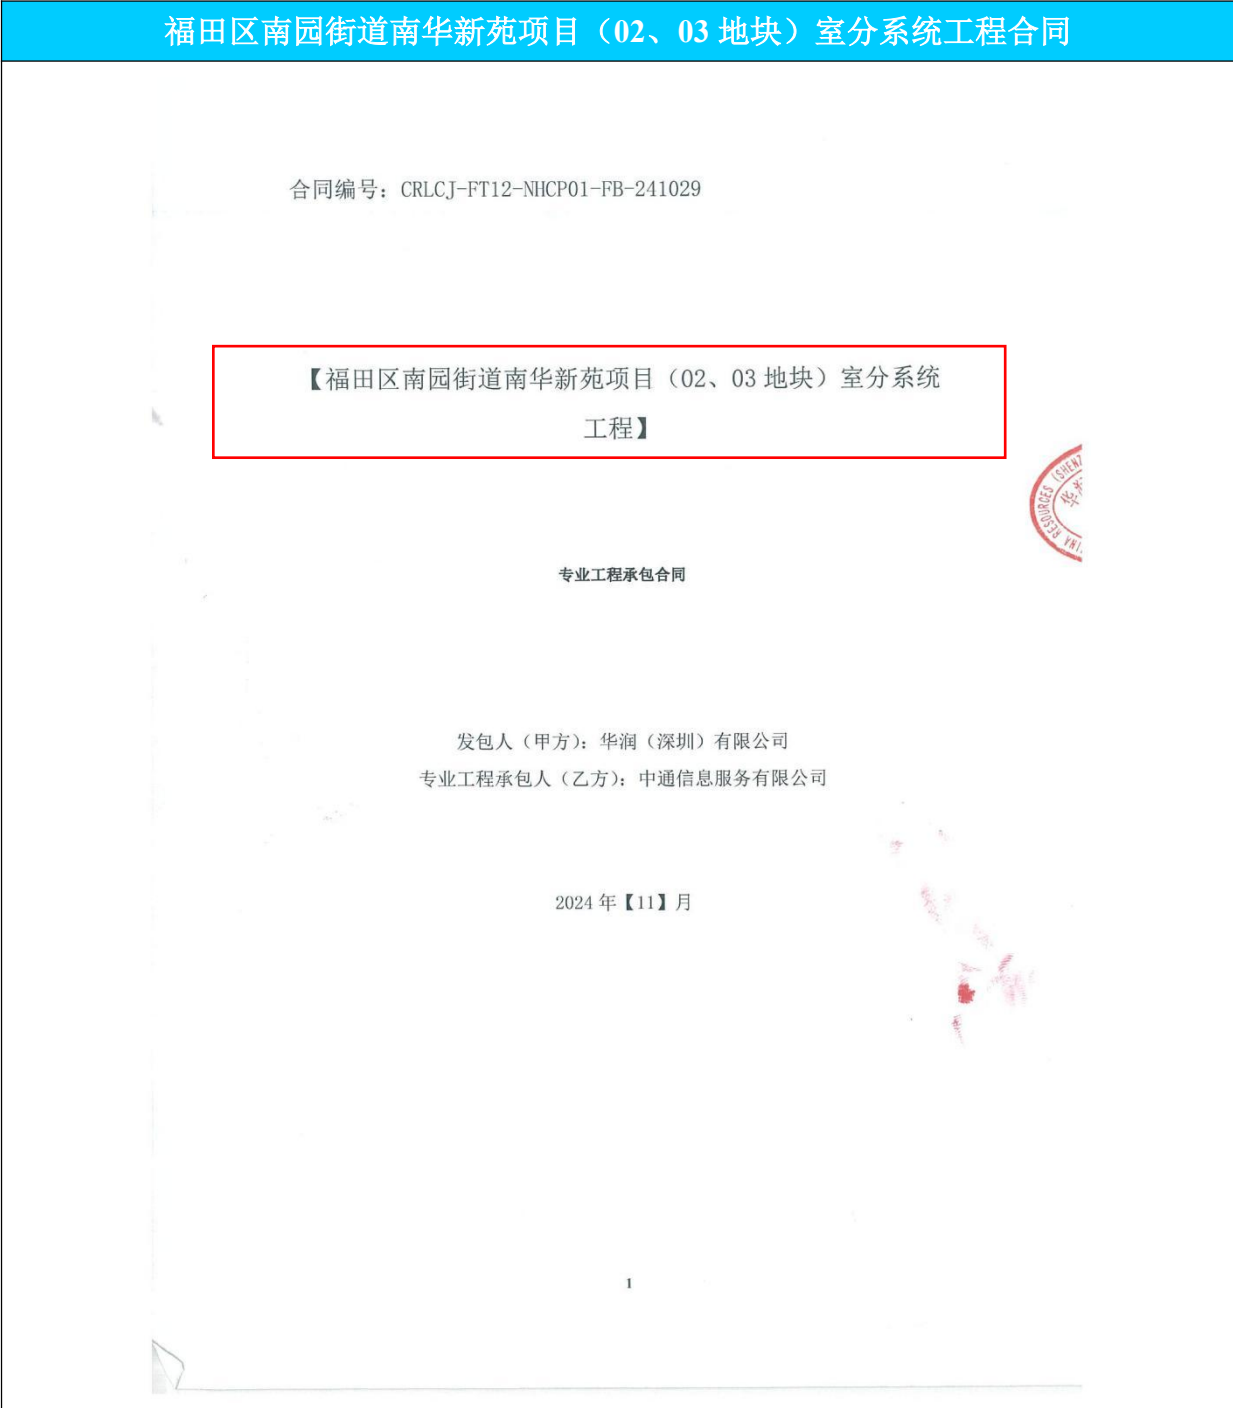 福田区南园街道南华新苑项目（02、03 地块）室分系统工程合同
合同编号：CRLCJ-FT12-NHCP01-FB-241029
【福田区南园街道南华新苑项目（02、03 地块）室分系统
工程】
RESOURCES (SHENZ
华
专业工程承包合同
发包人（甲方）：华润（深圳）有限公司
专业工程承包人（乙方）：中通信息服务有限公司
2024 年【11】月
1